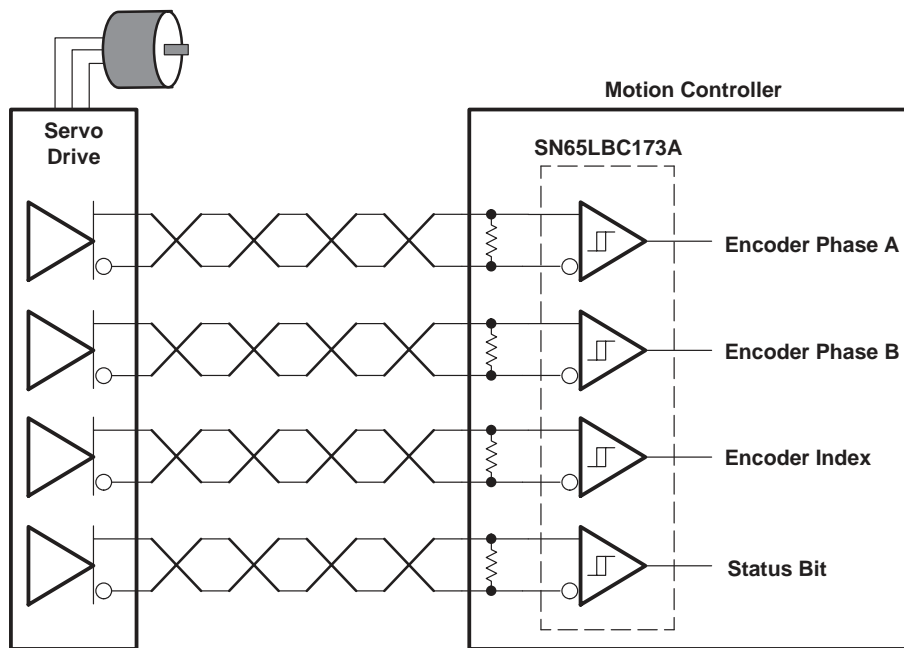 Motion Controller
Servo
Drive
SN65LBC173A
Encoder Phase A
Encoder Phase B
Encoder Index
Status Bit